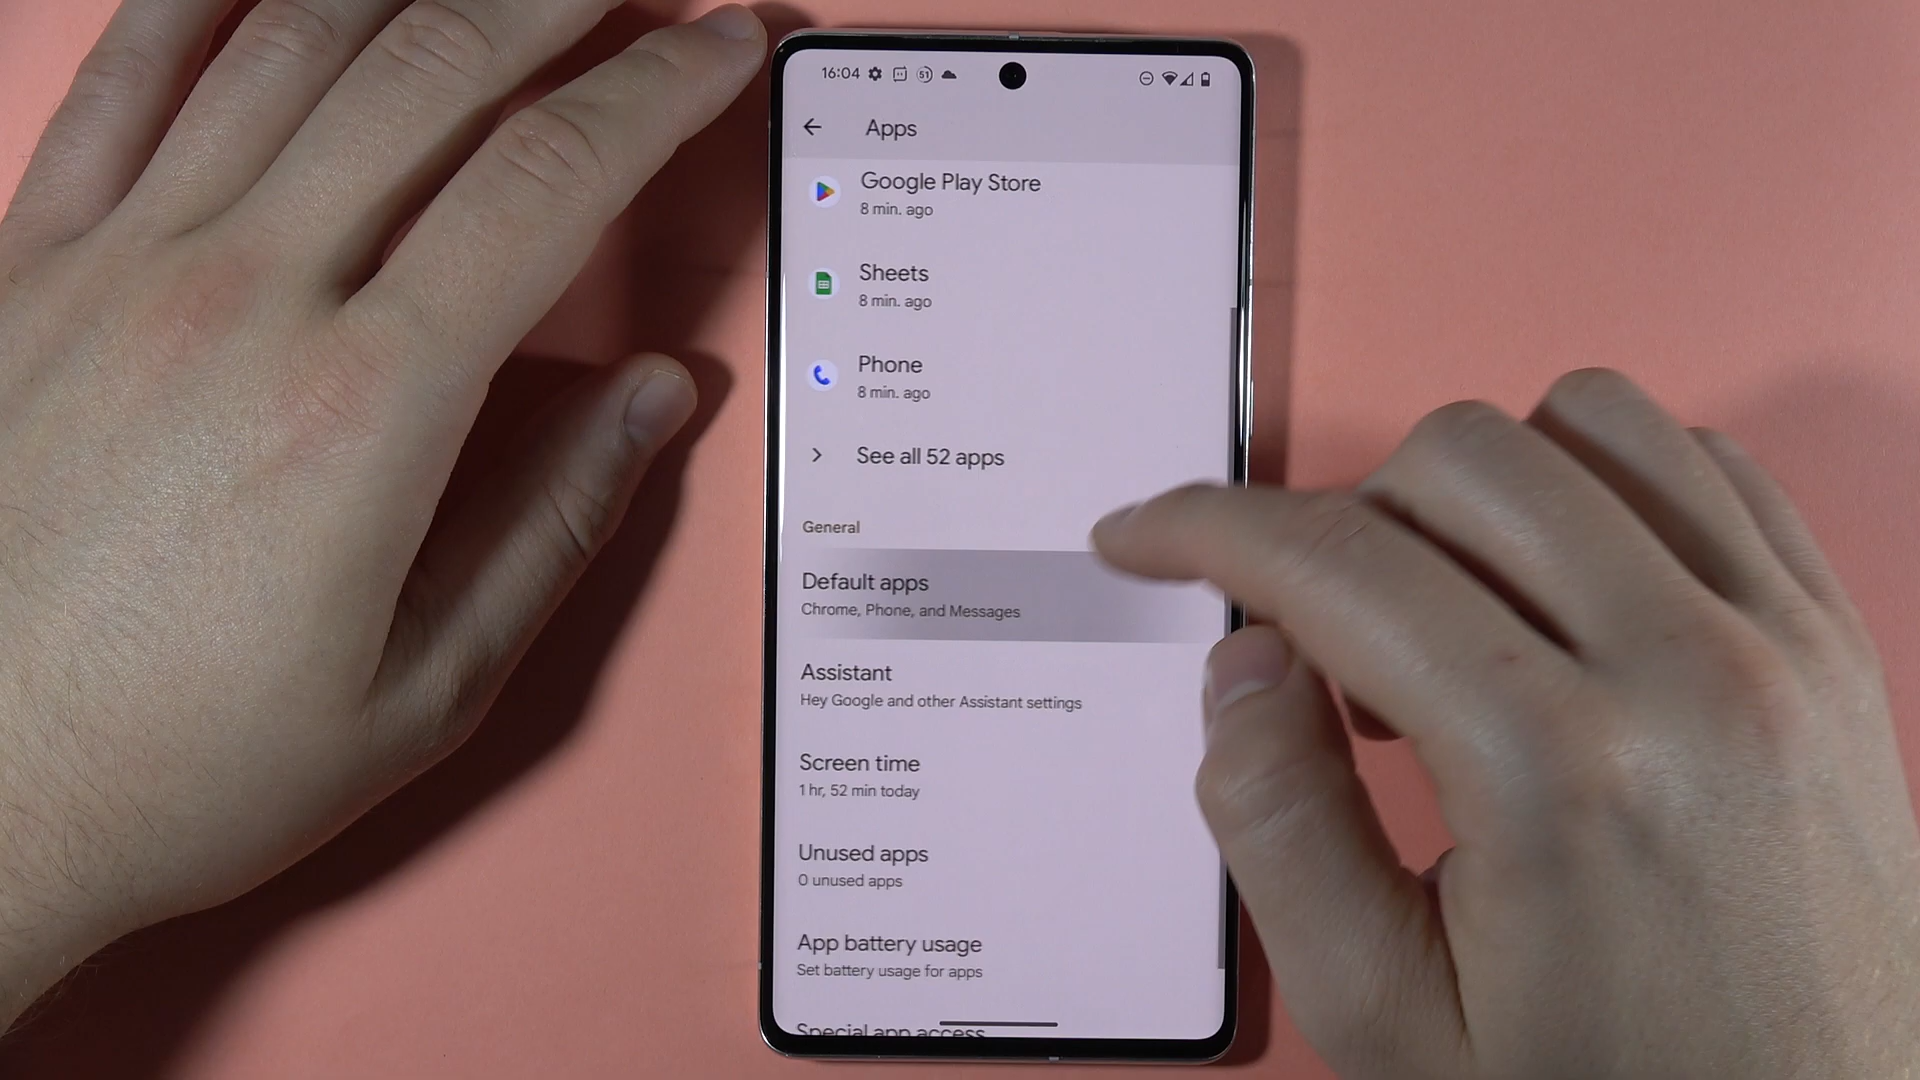 16:04 51
Apps
Google Play Store
8 min. ago
Sheets
8 min. ago
Phone
8 min. ago
See all 52 apps
General
Default apps
Chrome, Phone, and Messages
Assistant
Hey Google and other Assistant settings
Screen time
1 hr, 52 min today
Unused apps
0 unused apps
App battery usage
Set battery usage for apps
Special app access